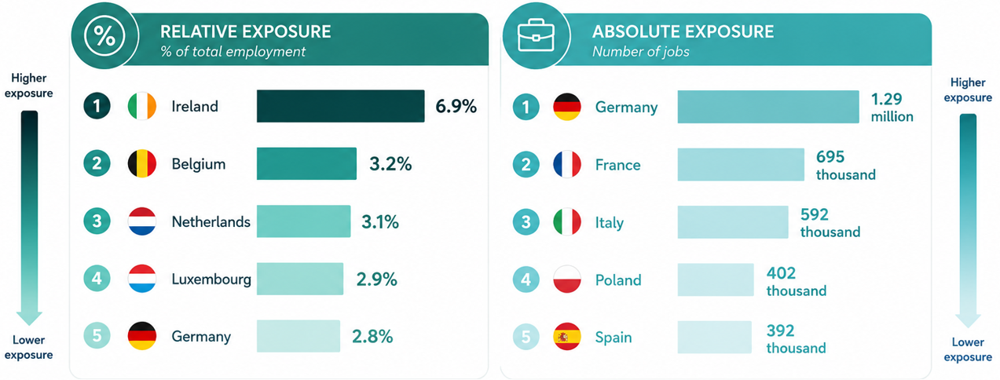 %
RELATIVE EXPOSURE
% of total employment
Higher
exposure
1
Ireland
6.9%
2
Belgium
3.2%
3
Netherlands
3.1%
4
Luxembourg
2.9%
5
Germany
2.8%
Lower
exposure
ABSOLUTE EXPOSURE
Number of jobs
1
Germany
1.29
million
2
France
695
thousand
3
Italy
592
thousand
4
Poland
402
thousand
5
Spain
392
thousand
Higher
exposure
Lower
exposure